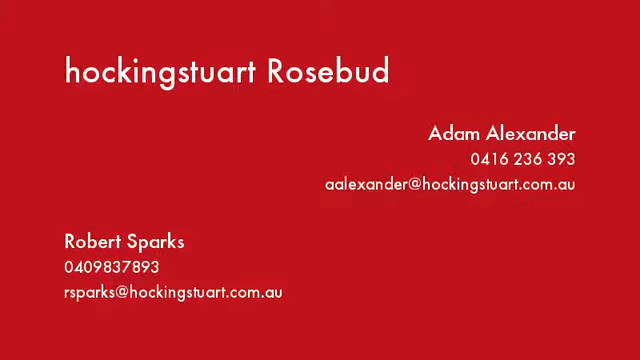 hockingstuart Rosebud
Adam Alexander
0416 236 393
aalexander@hockingstuart.com.au
Robert Sparks
0409837893
rsparks@hockingstuart.com.au